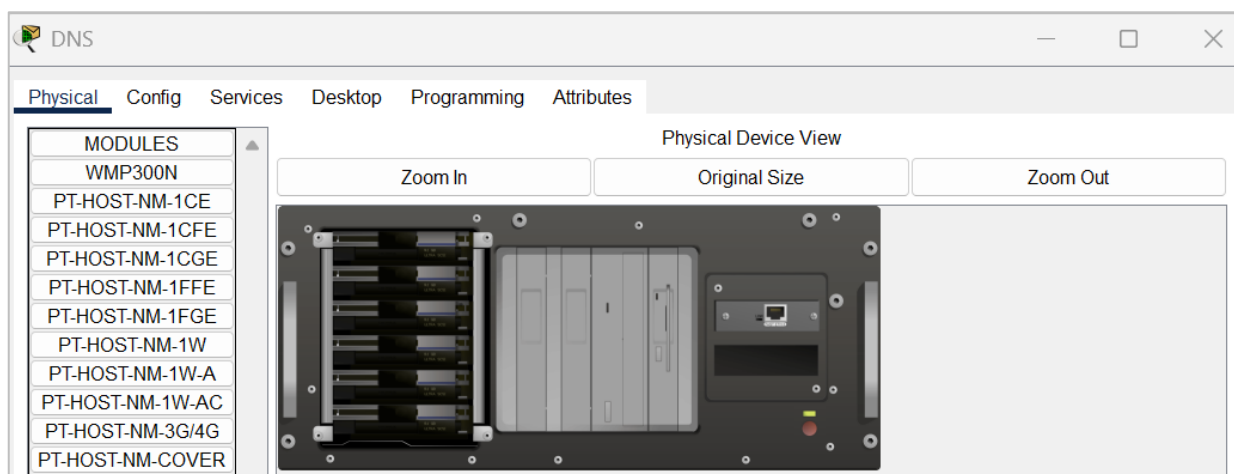 DNS
Physical Config Services Desktop Programming Attributes
MODULES
WMP300N
PT-HOST-NM-1CE
PT-HOST-NM-1CFE
PT-HOST-NM-1CGE
PT-HOST-NM-1FFE
PT-HOST-NM-1FGE
PT-HOST-NM-1W
PT-HOST-NM-1W-A
PT-HOST-NM-1W-AC
PT-HOST-NM-3G/4G
PT-HOST-NM-COVER
Physical Device View
Zoom In Original Size Zoom Out